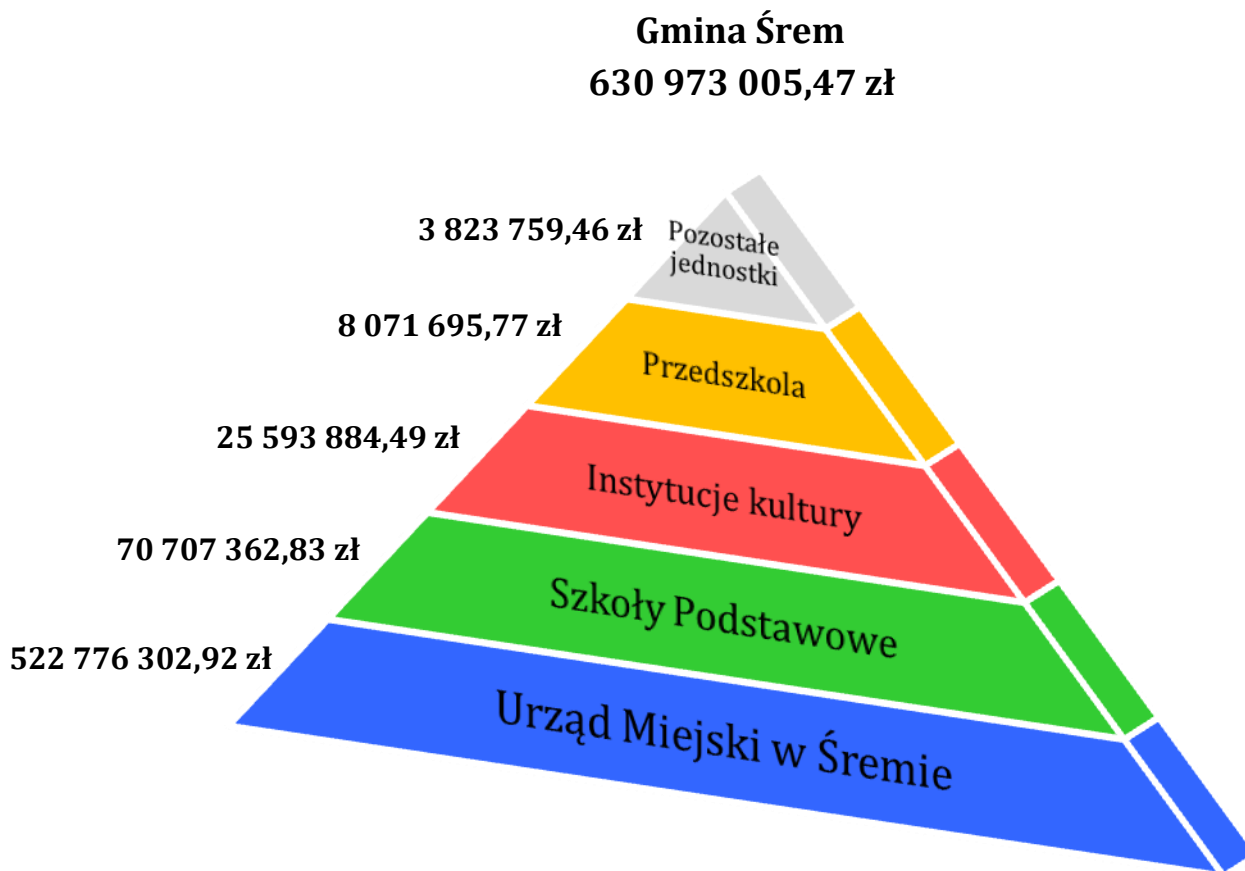 Gmina Śrem
630 973 005,47 zł
3 823 759,46 zł
Pozostałe
jednostki
8 071 695,77 zł
Przedszkola
25 593 884,49 zł
Instytucje kultury
70 707 362,83 zł
Szkoły Podstawowe
522 776 302,92 zł
Urząd Miejski w Śremie